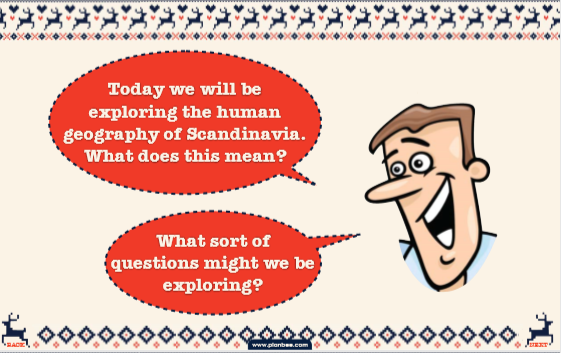 Today we will be
exploring the human
geography of Scandinavia.
What does this mean?
What sort of
questions might we be
exploring?
BACK
www.planbee.com
NEXT